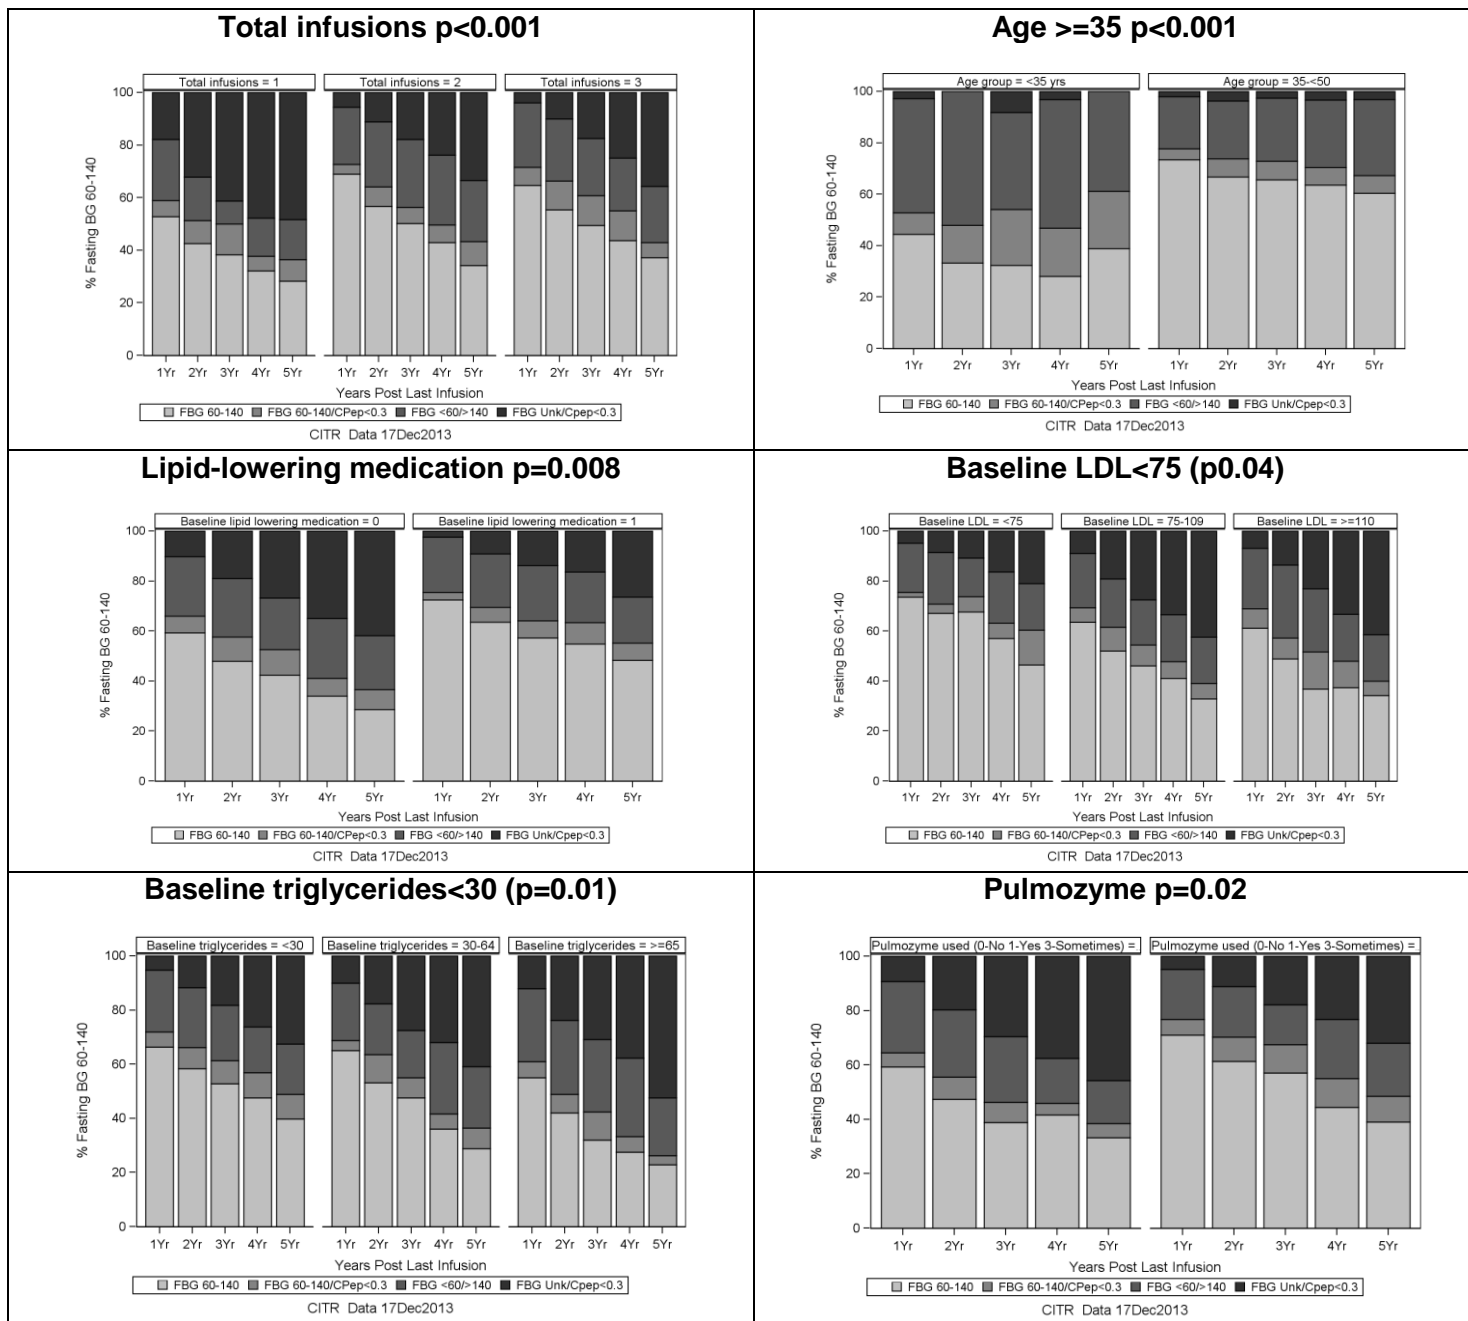 Total infusions p<0.001
Total infusions = 1 Total infusions = 2 Total infusions = 3
100
80
60
40
20
0
% Fasting BG 60-140
1Yr 2Yr 3Yr 4Yr 5Yr 1Yr 2Yr 3Yr 4Yr 5Yr 1Yr 2Yr 3Yr 4Yr 5Yr
Years Post Last Infusion
FBG 60-140 FBG 60-140/CPep<0.3 FBG <60/>140 FBG Unk/Cpep<0.3
CITR Data 17Dec2013
Age >=35 p<0.001
Age group = <35 yrs Age group = 35-<50
100
80
60
40
20
0
% Fasting BG 60-140
1Yr 2Yr 3Yr 4Yr 5Yr 1Yr 2Yr 3Yr 4Yr 5Yr
Years Post Last Infusion
FBG 60-140 FBG 60-140/CPep<0.3 FBG <60/>140 FBG Unk/Cpep<0.3
CITR Data 17Dec2013
Lipid-lowering medication p=0.008
Baseline lipid lowering medication = 0 Baseline lipid lowering medication = 1
100
80
60
40
20
0
% Fasting BG 60-140
1Yr 2Yr 3Yr 4Yr 5Yr 1Yr 2Yr 3Yr 4Yr 5Yr
Years Post Last Infusion
FBG 60-140 FBG 60-140/CPep<0.3 FBG <60/>140 FBG Unk/Cpep<0.3
CITR Data 17Dec2013
Baseline LDL<75 (p0.04)
Baseline LDL = <75 Baseline LDL = 75-109 Baseline LDL = >=110
100
80
60
40
20
0
% Fasting BG 60-140
1Yr 2Yr 3Yr 4Yr 5Yr 1Yr 2Yr 3Yr 4Yr 5Yr 1Yr 2Yr 3Yr 4Yr 5Yr
Years Post Last Infusion
FBG 60-140 FBG 60-140/CPep<0.3 FBG <60/>140 FBG Unk/Cpep<0.3
CITR Data 17Dec2013
Baseline triglycerides<30 (p=0.01)
Baseline triglycerides = <30 Baseline triglycerides = 30-64 Baseline triglycerides = >=65
100
80
60
40
20
0
% Fasting BG 60-140
1Yr 2Yr 3Yr 4Yr 5Yr 1Yr 2Yr 3Yr 4Yr 5Yr 1Yr 2Yr 3Yr 4Yr 5Yr
Years Post Last Infusion
FBG 60-140 FBG 60-140/CPep<0.3 FBG <60/>140 FBG Unk/Cpep<0.3
CITR Data 17Dec2013
Pulmozyme p=0.02
Pulmozyme used (0-No 1-Yes 3-Sometimes) = Pulmozyme used (0-No 1-Yes 3-Sometimes) =
100
80
60
40
20
0
% Fasting BG 60-140
1Yr 2Yr 3Yr 4Yr 5Yr 1Yr 2Yr 3Yr 4Yr 5Yr
Years Post Last Infusion
FBG 60-140 FBG 60-140/CPep<0.3 FBG <60/>140 FBG Unk/Cpep<0.3
CITR Data 17Dec2013